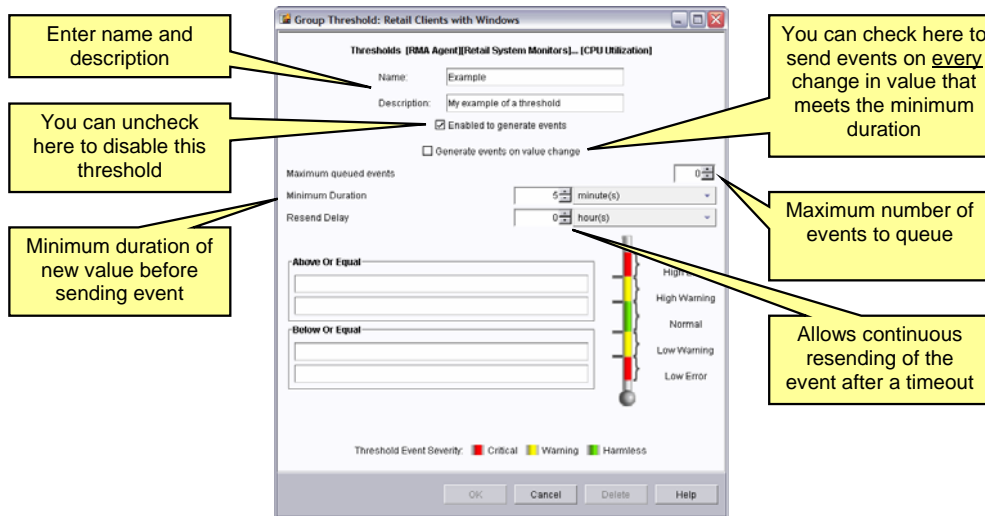 Group Threshold: Retail Clients with Windows
Thresholds [RMA Agent][Retail System Monitors]... [CPU Utilization]
Name: Example
Description: My example of a threshold
Enabled to generate events
Generate events on value change
Maximum queued events 0
Minimum Duration 5 minute(s)
Resend Delay 0 hour(s)
Above Or Equal
Below Or Equal
High
High Warning
Normal
Low Warning
Low Error
Threshold Event Severity: Critical Warning Harmless
OK Cancel Delete Help
Enter name and
description
You can uncheck
here to disable this
threshold
Minimum duration of
new value before
sending event
You can check here to
send events on every
change in value that
meets the minimum
duration
Maximum number of
events to queue
Allows continuous
resending of the
event after a timeout